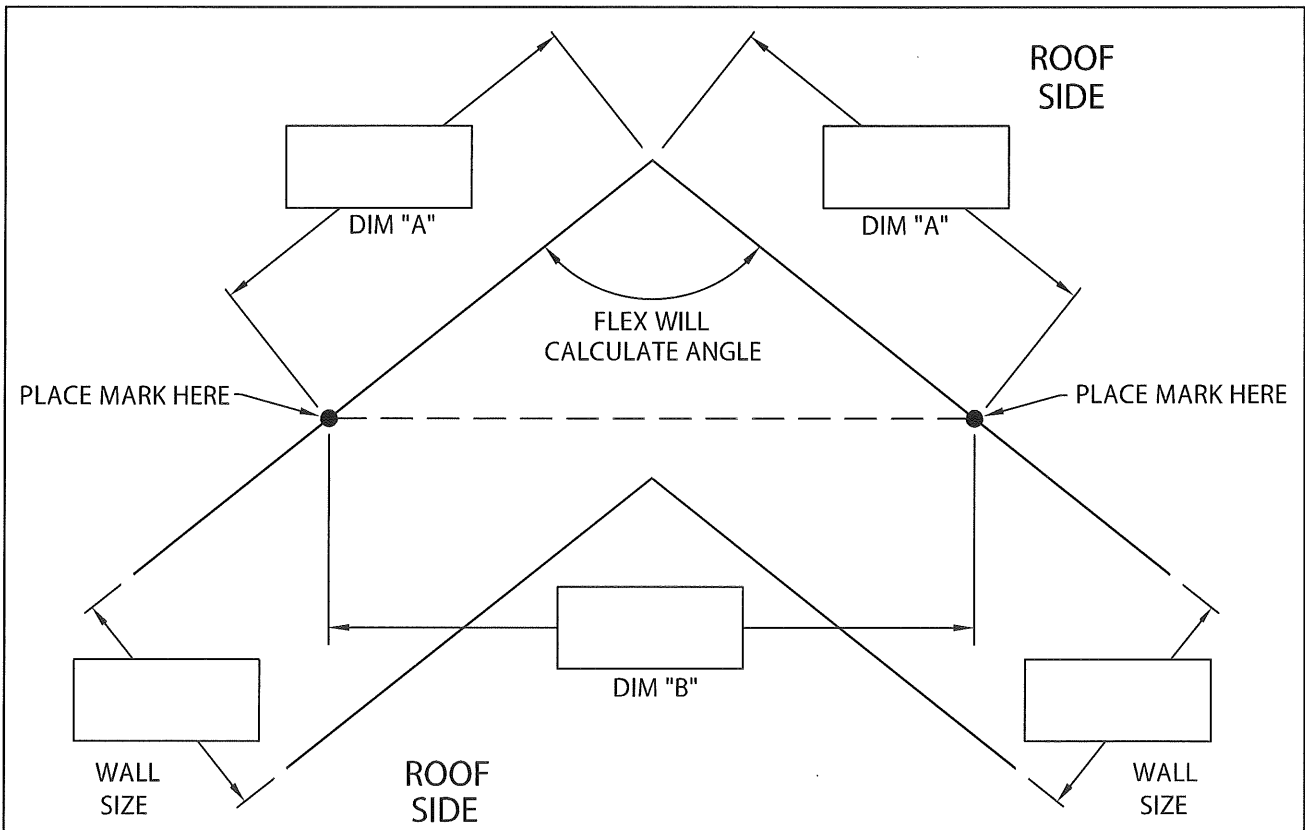 ROOF
SIDE
DIM "A"
DIM "A"
FLEX WILL
CALCULATE ANGLE
PLACE MARK HERE
PLACE MARK HERE
DIM "B"
WALL
SIZE
ROOF
SIDE
WALL
SIZE